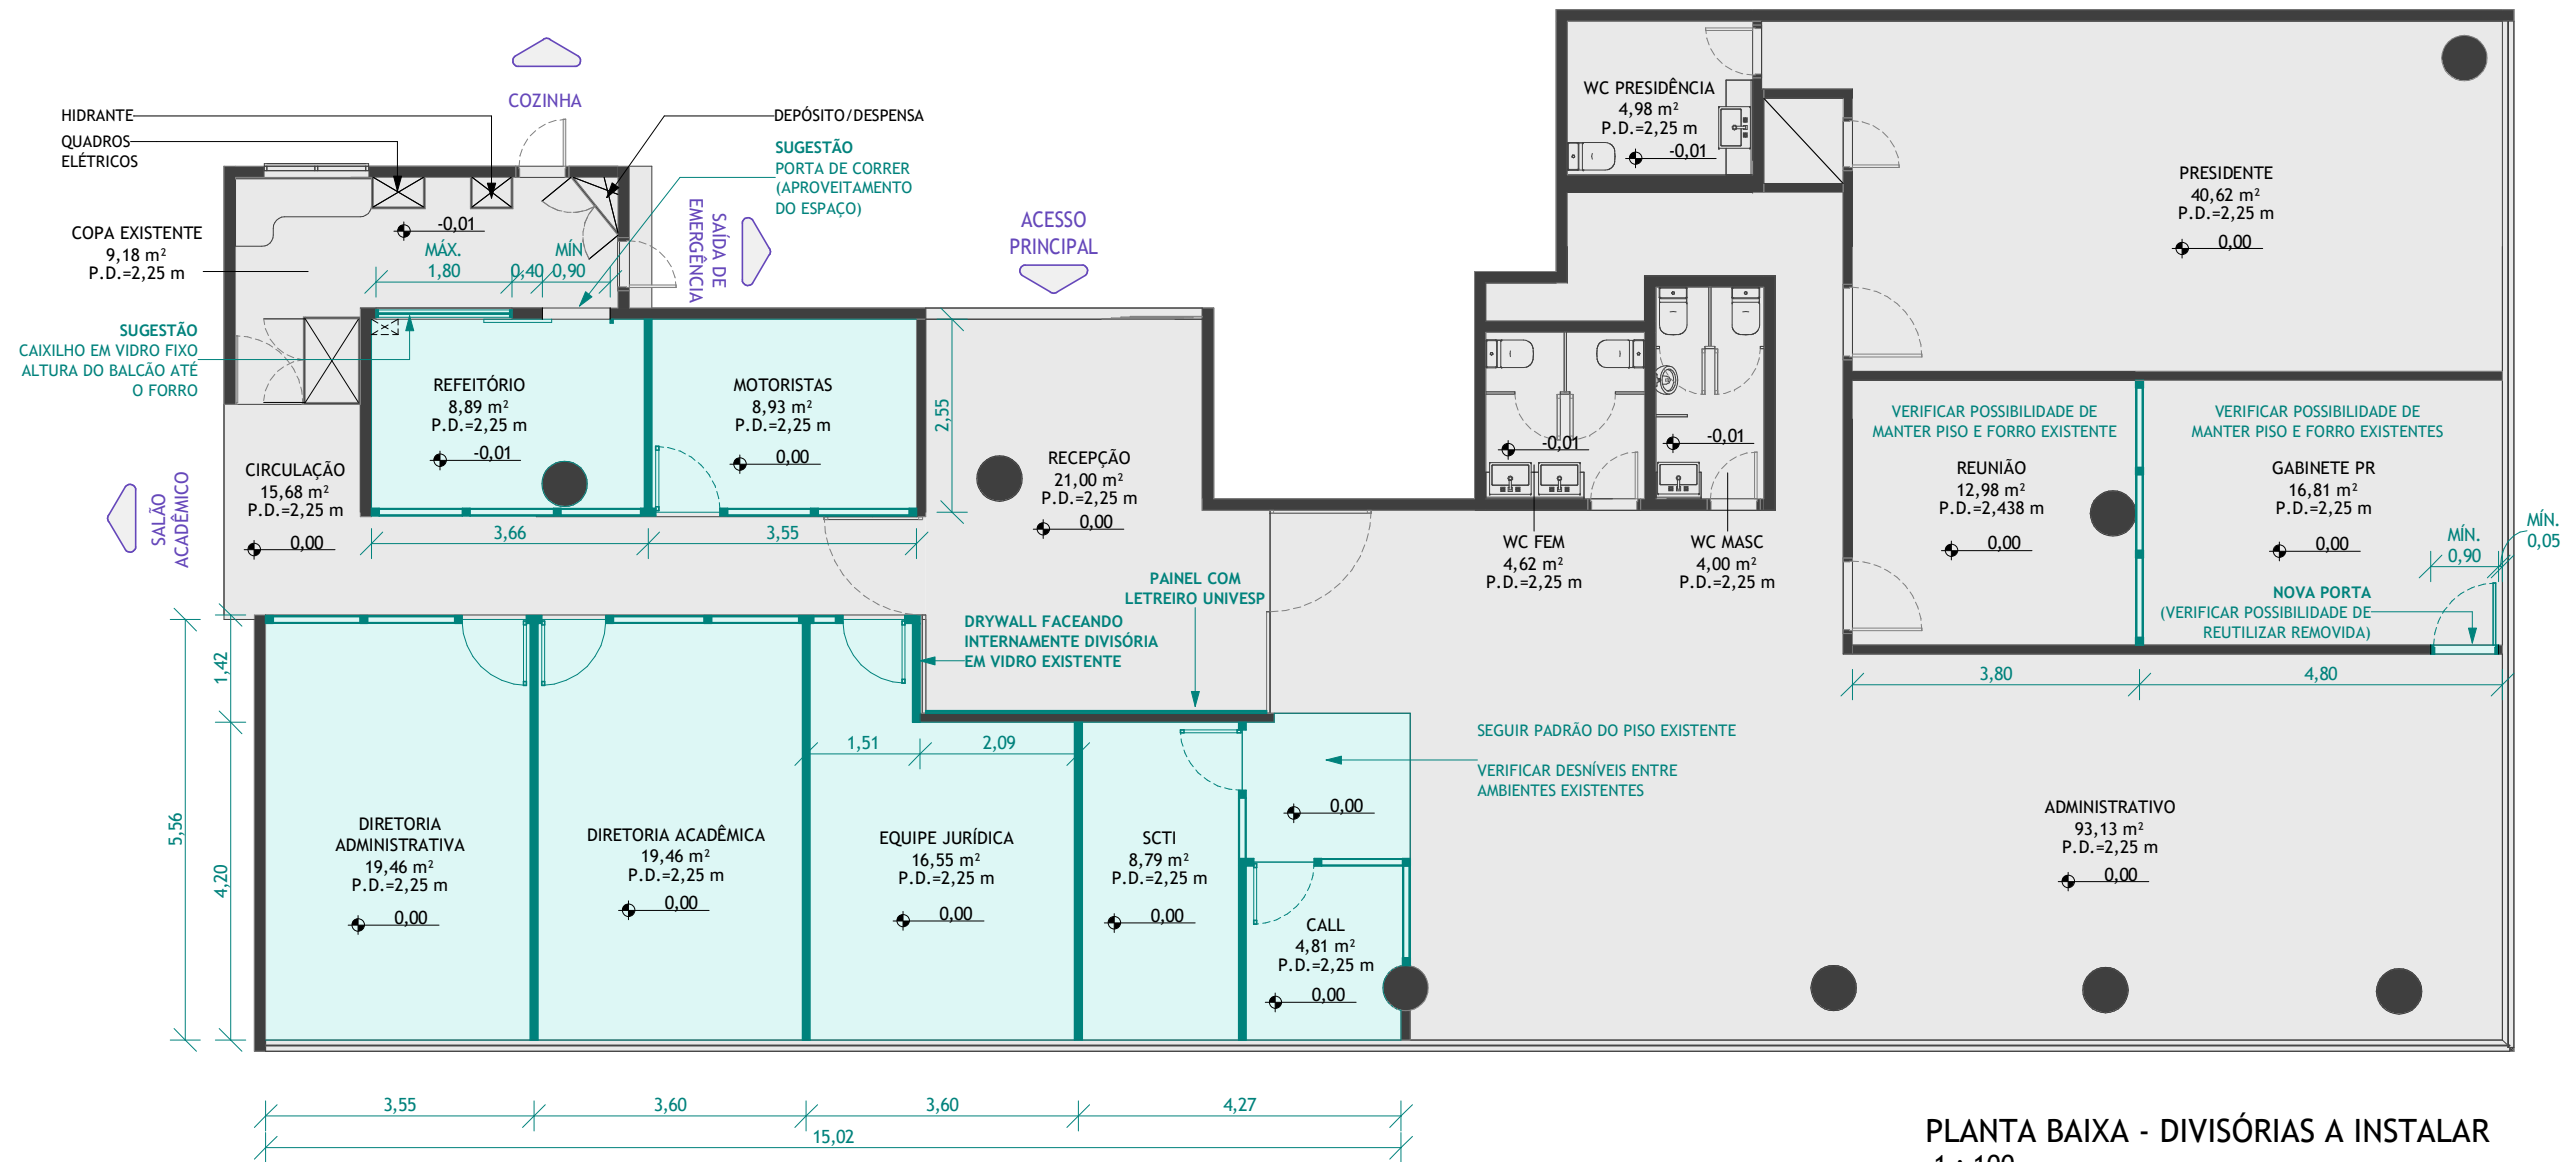 COZINHA
HIDRANTE
QUADROS
ELÉTRICOS
DEPÓSITO/DESPENSA
SUGESTÃO
PORTA DE CORRER
(APROVEITAMENTO
DO ESPAÇO)
SAÍDA DE
EMERGÊNCIA
ACESSO
PRINCIPAL
COPA EXISTENTE
9,18 m²
P.D.=2,25 m
-0,01
MÁX.
1,80
0,40
MÍN
0,90
SUGESTÃO
CAIXILHO EM VIDRO FIXO
ALTURA DO BALCÃO ATÉ
O FORRO
REFEITÓRIO
8,89 m²
P.D.=2,25 m
-0,01
MOTORISTAS
8,93 m²
P.D.=2,25 m
0,00
2,55
RECEPÇÃO
21,00 m²
P.D.=2,25 m
0,00
CIRCULAÇÃO
15,68 m²
P.D.=2,25 m
0,00
SALÃO
ACADÊMICO
3,66
3,55
WC PRESIDÊNCIA
4,98 m²
P.D.=2,25 m
-0,01
PRESIDENTE
40,62 m²
P.D.=2,25 m
0,00
-0,01
WC FEM
4,62 m²
P.D.=2,25 m
-0,01
WC MASC
4,00 m²
P.D.=2,25 m
VERIFICAR POSSIBILIDADE DE
MANTER PISO E FORRO EXISTENTE
REUNIÃO
12,98 m²
P.D.=2,438 m
0,00
VERIFICAR POSSIBILIDADE DE
MANTER PISO E FORRO EXISTENTES
GABINETE PR
16,81 m²
P.D.=2,25 m
0,00
MÍN.
0,90
MÍN.
0,05
NOVA PORTA
(VERIFICAR POSSIBILIDADE DE
REUTILIZAR REMOVIDA)
3,80
4,80
PAINEL COM
LETREIRO UNIVESP
DRYWALL FACEANDO
INTERNAMENTE DIVISÓRIA
EM VIDRO EXISTENTE
1,42
5,56
4,20
1,51
2,09
SEGUIR PADRÃO DO PISO EXISTENTE
VERIFICAR DESNÍVEIS ENTRE
AMBIENTES EXISTENTES
0,00
DIRETORIA
ADMINISTRATIVA
19,46 m²
P.D.=2,25 m
0,00
DIRETORIA ACADÊMICA
19,46 m²
P.D.=2,25 m
0,00
EQUIPE JURÍDICA
16,55 m²
P.D.=2,25 m
0,00
SCTI
8,79 m²
P.D.=2,25 m
0,00
CALL
4,81 m²
P.D.=2,25 m
0,00
ADMINISTRATIVO
93,13 m²
P.D.=2,25 m
0,00
3,55
3,60
3,60
4,27
15,02
PLANTA BAIXA - DIVISÓRIAS A INSTALAR
1 : 100